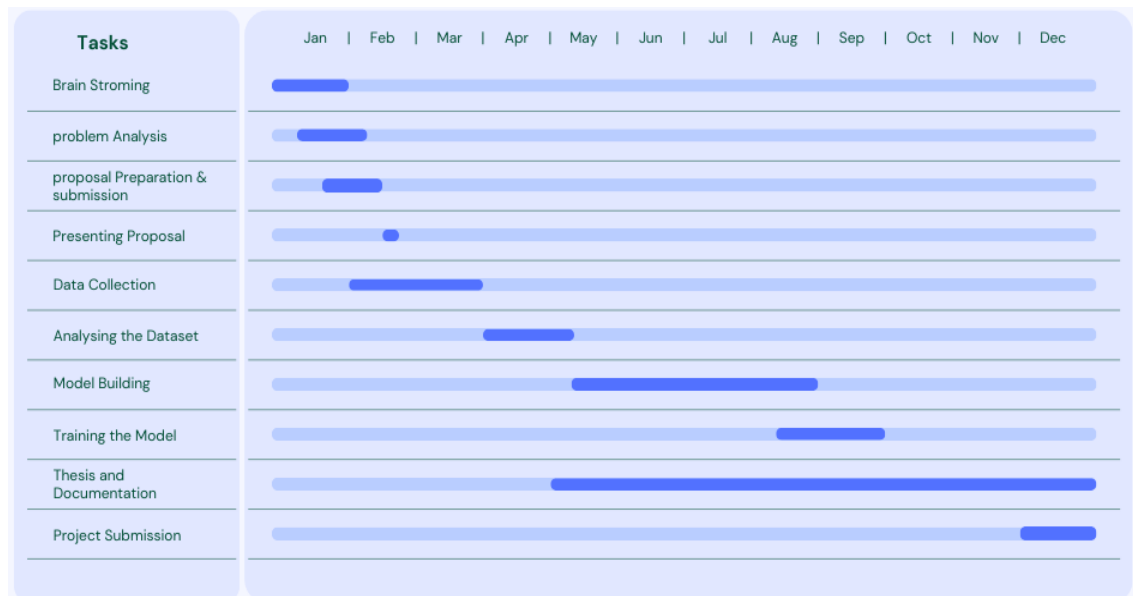 Tasks
Jan | Feb | Mar | Apr | May | Jun | Jul | Aug | Sep | Oct | Nov | Dec
Brain Stroming
problem Analysis
proposal Preparation &
submission
Presenting Proposal
Data Collection
Analysing the Dataset
Model Building
Training the Model
Thesis and
Documentation
Project Submission